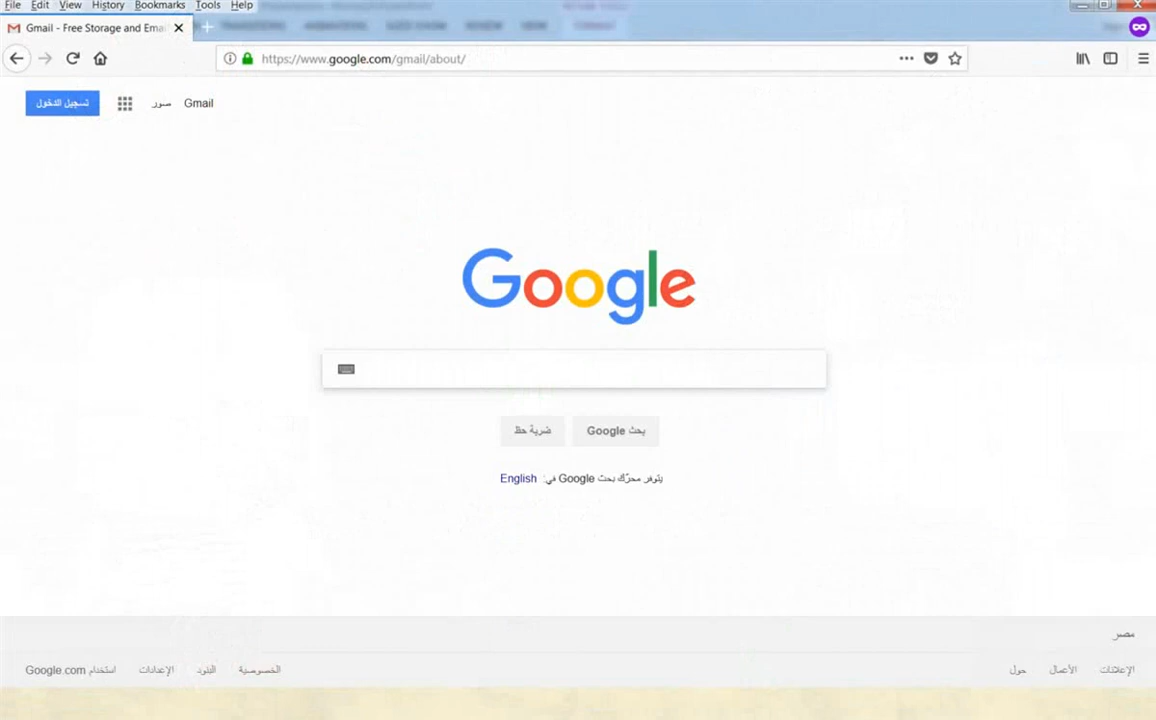 File Edit View History Bookmarks Tools Help
Gmail - Free Storage and Emai
https://www.google.com/gmail/about/
تسجيل الدخول صور Gmail
Google
بحث Google ضربة حظ
يتوفر محرّك بحث Google في: English
مصر
الإعلانات الأعمال حول الخصوصية البنود الإعدادات استخدام Google.com